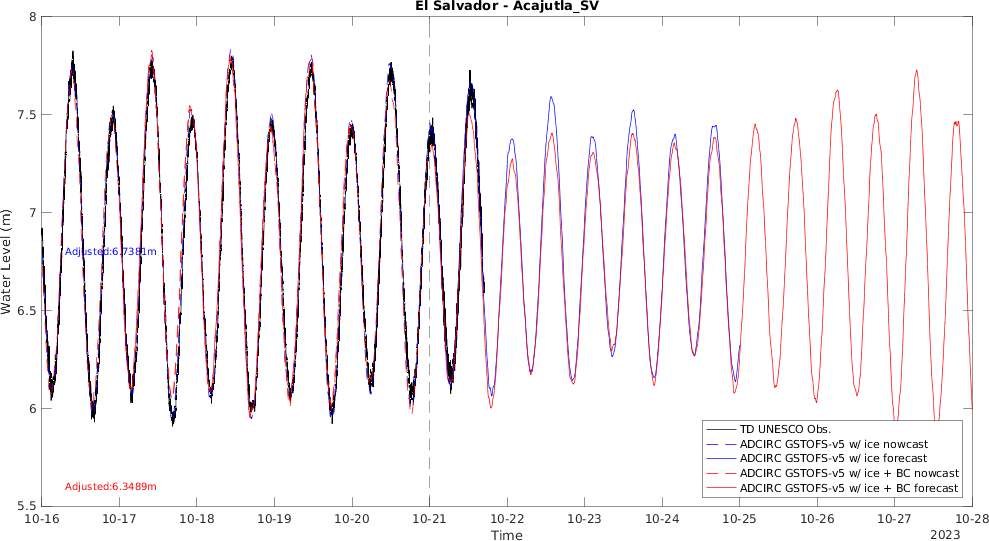 El Salvador - Acajutla_SV
8
7.5
7
6.5
6
5.5
Water Level (m)
Adjusted:6.7381m
Adjusted:6.3489m
TD UNESCO Obs.
ADCIRC GSTOFS-v5 w/ ice nowcast
ADCIRC GSTOFS-v5 w/ ice forecast
ADCIRC GSTOFS-v5 w/ ice + BC nowcast
ADCIRC GSTOFS-v5 w/ ice + BC forecast
10-16 10-17 10-18 10-19 10-20 10-21 10-22 10-23 10-24 10-25 10-26 10-27 10-28
Time
2023